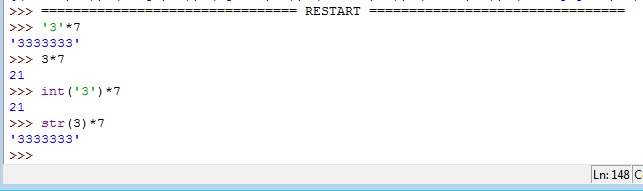 >>> ================================ RESTART ================================
>>> '3'*7
'3333333'
>>> 3*7
21
>>> int('3')*7
21
>>> str(3)*7
'3333333'
>>>
Ln: 148